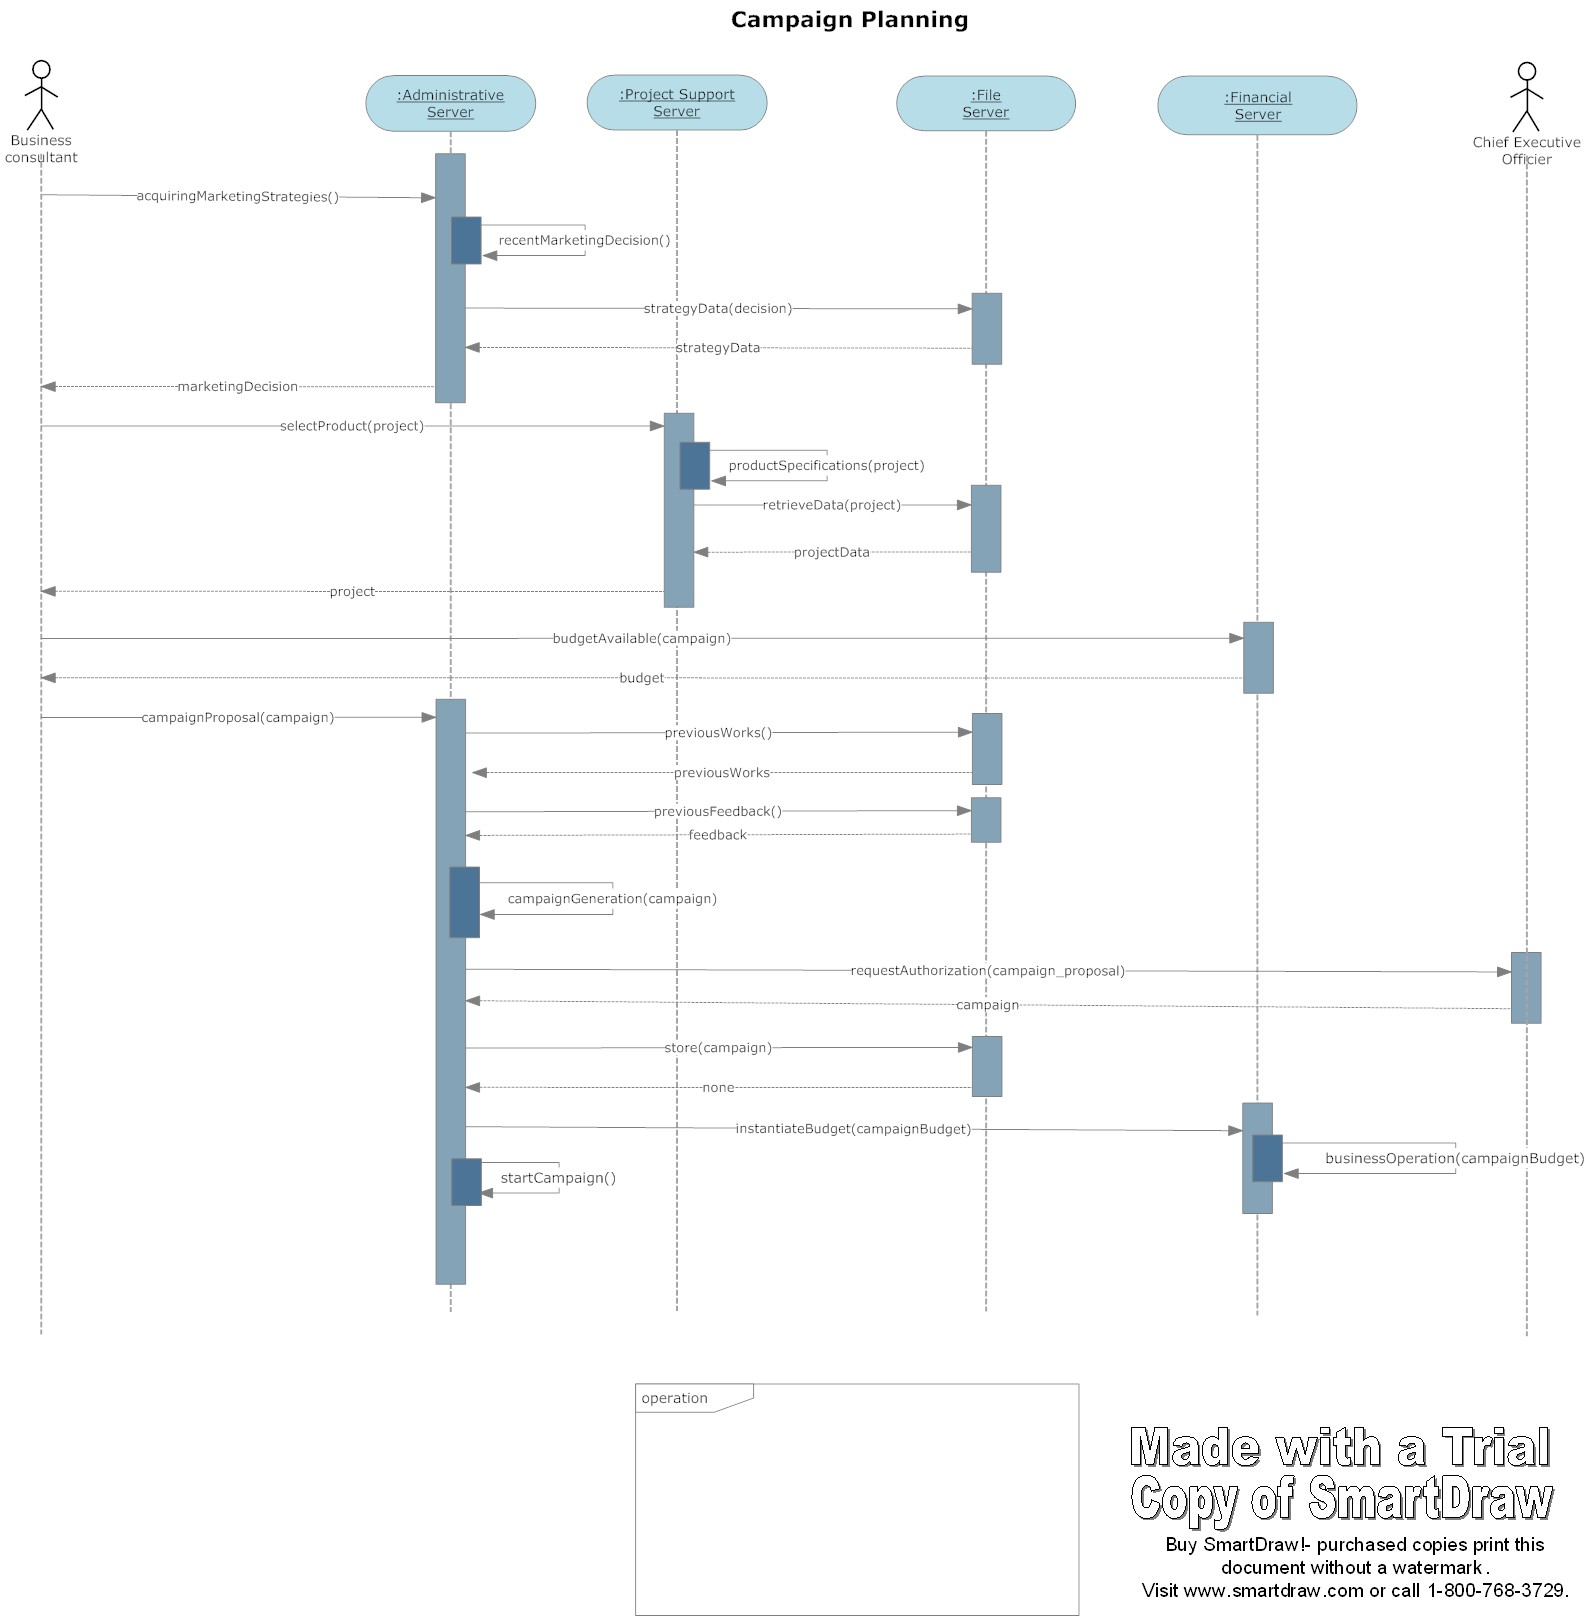 Campaign Planning
Business
consultant
:Administrative
Server
:Project Support
Server
:File
Server
:Financial
Server
Chief Executive
Officier
acquiringMarketingStrategies()
recentMarketingDecision()
strategyData(decision)
strategyData
marketingDecision
selectProduct(project)
productSpecifications(project)
retrieveData(project)
projectData
project
budgetAvailable(campaign)
budget
campaignProposal(campaign)
previousWorks()
previousWorks
previousFeedback()
feedback
campaignGeneration(campaign)
requestAuthorization(campaign_proposal)
campaign
store(campaign)
none
instantiateBudget(campaignBudget)
businessOperation(campaignBudget)
startCampaign()
operation
Made with a Trial
Copy of SmartDraw
Buy SmartDraw!- purchased copies print this
document without a watermark .
Visit www.smartdraw.com or call 1-800-768-3729.